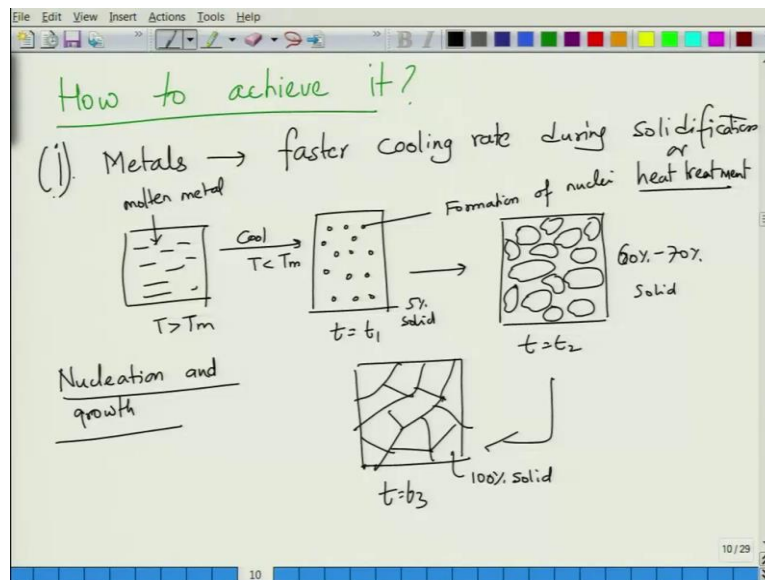 File Edit View Insert Actions Tools Help
B I
How to achieve it?
(i). Metals → faster cooling rate during solidification
or
heat treatment
molten metal
Cool
T < Tm
T > Tm
Formation of nuclei
5% solid
t = t1
60% - 70%
Solid
t = t2
Nucleation and
growth
100% solid
t = t3
10 / 29
10